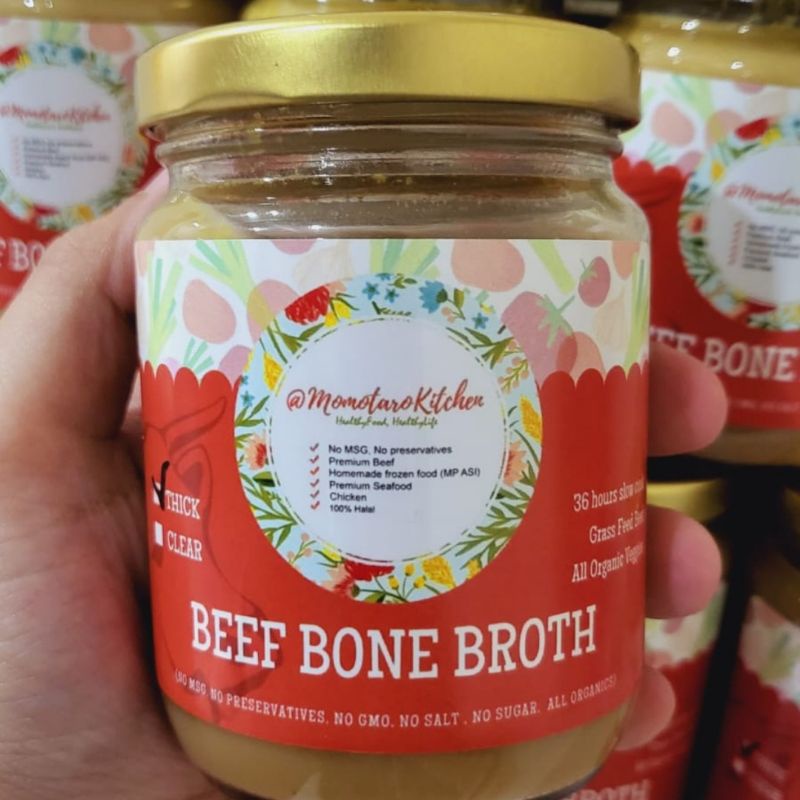 @MomotaroKitchen
HealthyFood, HealthyLife
No MSG, No preservatives
Premium Beef
Homemade frozen food (MP ASI)
Premium Seafood
Chicken
100% Halal
THICK
CLEAR
36 hours slow
Grass Feed
All Organic
BEEF BONE BROTH
(NO MSG, NO PRESERVATIVES, NO GMO, NO SALT , NO SUGAR, ALL ORGANICS)
@MomotaroKitchen
BONE